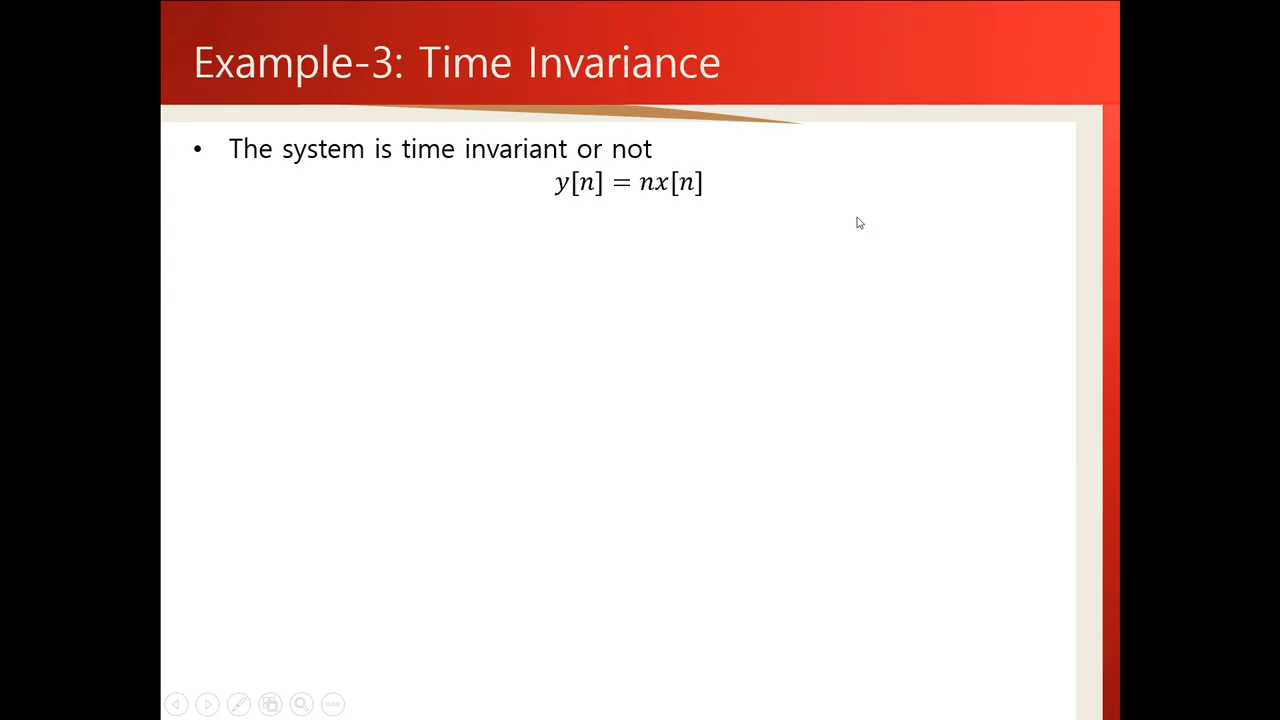 Example-3: Time Invariance
• The system is time invariant or not
y[n] = nx[n]